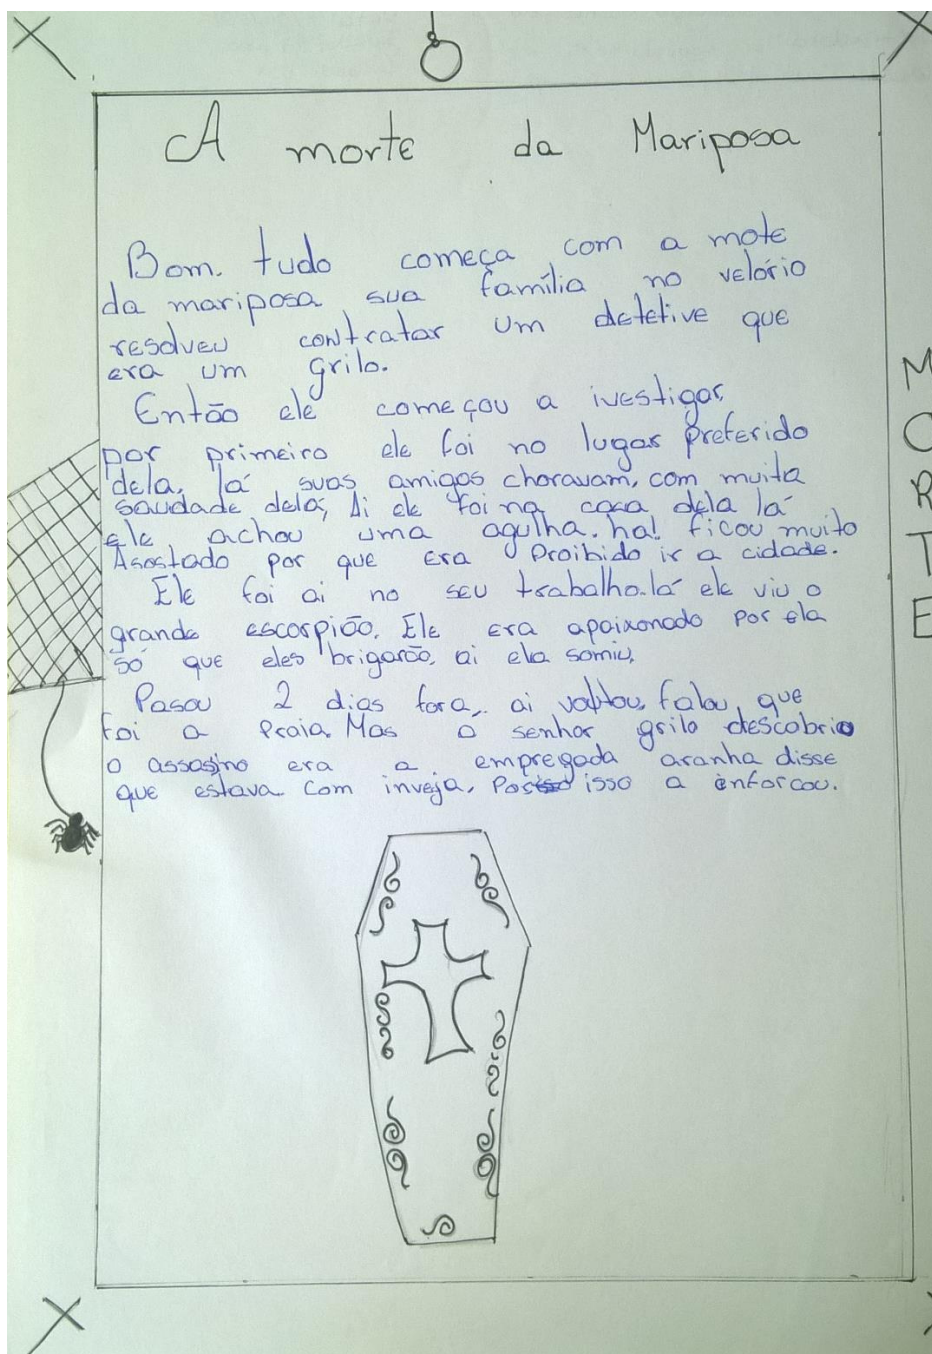 A morte da Mariposa
Bom. tudo começa com a mote
da mariposa sua família no velório
resolveu contratar um detetive que
era um grilo.
Então ele começou a ivestigar,
por primeiro ele foi no lugar preferido
dela, lá suas amigas choravam, com muita
saudade dela, Ai ele foi na casa dela lá
ele achou uma agulha. ha! ficou muito
Asostado por que era Proibido ir a cidade.
Ele foi ai no seu trabalho.lá ele viu o
grande escorpião. Ele era apaixonado por ela
só que eles brigarão, ai ela somiu,
Pasou 2 dias fora, ai voltou, falou que
foi a Praia. Mas o senhor grilo descobrio
o assasino era a empregada aranha disse
que estava com inveja, isso a enforcou.
MORTE